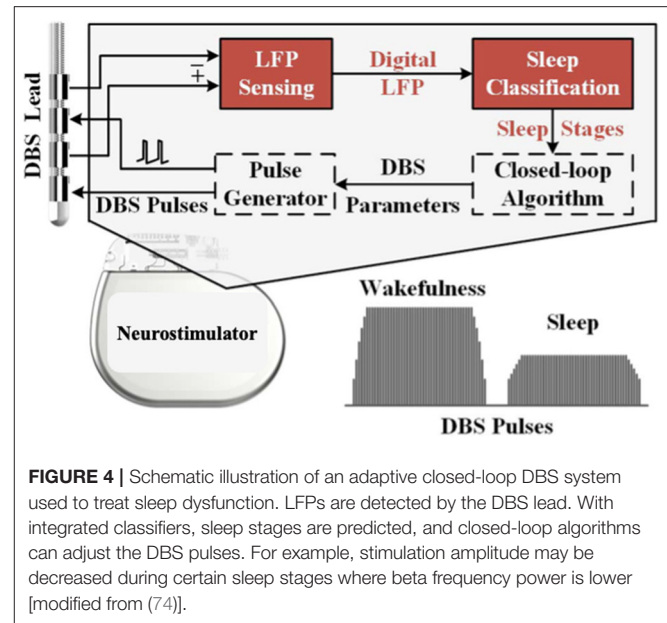 DBS Lead
LFP
Sensing
Digital
LFP
Sleep
Classification
Sleep Stages
Pulse
Generator
DBS
Parameters
Closed-loop
Algorithm
DBS Pulses
Neurostimulator
Wakefulness
Sleep
DBS Pulses
FIGURE 4 | Schematic illustration of an adaptive closed-loop DBS system
used to treat sleep dysfunction. LFPs are detected by the DBS lead. With
integrated classifiers, sleep stages are predicted, and closed-loop algorithms
can adjust the DBS pulses. For example, stimulation amplitude may be
decreased during certain sleep stages where beta frequency power is lower
[modified from (74)].